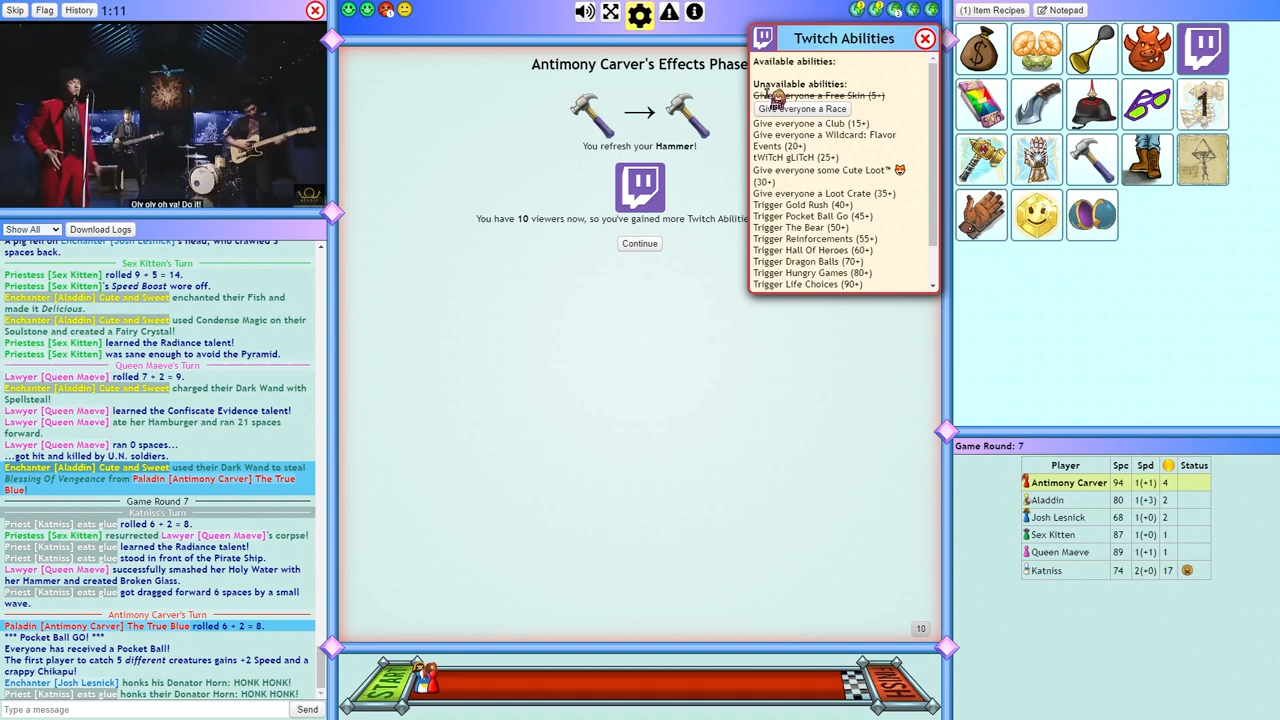 Skip Flag History 1:11
Oly oly oh ya! Do it!
Show All Download Logs
spaces back.
Sex Kitten's Turn
Priestess [Sex Kitten] rolled 9 + 5 = 14.
Priestess [Sex Kitten]'s Speed Boost wore off.
Enchanter [Aladdin] Cute and Sweet enchanted their Fish and
made it Delicious.
Enchanter [Aladdin] Cute and Sweet used Condense Magic on their
Soulstone and created a Fairy Crystal!
Priestess [Sex Kitten] learned the Radiance talent!
Priestess [Sex Kitten] was sane enough to avoid the Pyramid.
Queen Maeve's Turn
Lawyer [Queen Maeve] rolled 7 + 2 = 9.
Enchanter [Aladdin] Cute and Sweet charged their Dark Wand with
Spellsteal!
Lawyer [Queen Maeve] learned the Confiscate Evidence talent!
Lawyer [Queen Maeve] ate her Hamburger and ran 21 spaces
forward.
Lawyer [Queen Maeve] ran 0 spaces...
...got hit and killed by U.N. soldiers.
Enchanter [Aladdin] Cute and Sweet used their Dark Wand to steal
Blessing Of Vengeance from Paladin [Antimony Carver] The True
Blue!
Game Round 7
Katniss's Turn
Priest [Katniss] eats glue rolled 6 + 2 = 8.
Priestess [Sex Kitten] resurrected Lawyer [Queen Maeve]'s corpse!
Priest [Katniss] eats glue learned the Radiance talent!
Priest [Katniss] eats glue stood in front of the Pirate Ship.
Lawyer [Queen Maeve] successfully smashed her Holy Water with
her Hammer and created Broken Glass.
Priest [Katniss] eats glue got dragged forward 6 spaces by a small
wave.
Antimony Carver's Turn
Paladin [Antimony Carver] The True Blue rolled 6 + 2 = 8.
*** Pocket Ball GO! ***
Everyone has received a Pocket Ball!
The first player to catch 5 different creatures gains +2 Speed and a
crappy Chikapu!
Enchanter [Josh Lesnick] honks his Donator Horn: HONK HONK!
Priest [Katniss] eats glue honks their Donator Horn: HONK HONK!
Type a message Send
Antimony Carver's Effects Phase
You refresh your Hammer!
You have 10 viewers now, so you've gained more Twitch Abilitie
Continue
10
START
FINISH
Twitch Abilities
Available abilities:
Unavailable abilities:
Give everyone a Free Skin (5+)
Give everyone a Race
Give everyone a Club (15+)
Give everyone a Wildcard: Flavor
Events (20+)
tWiTcH gLiTcH (25+)
Give everyone some Cute Loot™
(30+)
Give everyone a Loot Crate (35+)
Trigger Gold Rush (40+)
Trigger Pocket Ball Go (45+)
Trigger The Bear (50+)
Trigger Reinforcements (55+)
Trigger Hall Of Heroes (60+)
Trigger Dragon Balls (70+)
Trigger Hungry Games (80+)
Trigger Life Choices (90+)
(1) Item Recipes Notepad
1
Game Round: 7
Player Spc Spd Status
Antimony Carver 94 1(+1) 4
Aladdin 80 1(+3) 2
Josh Lesnick 68 1(+0) 2
Sex Kitten 87 1(+0) 1
Queen Maeve 89 1(+1) 1
Katniss 74 2(+0) 17